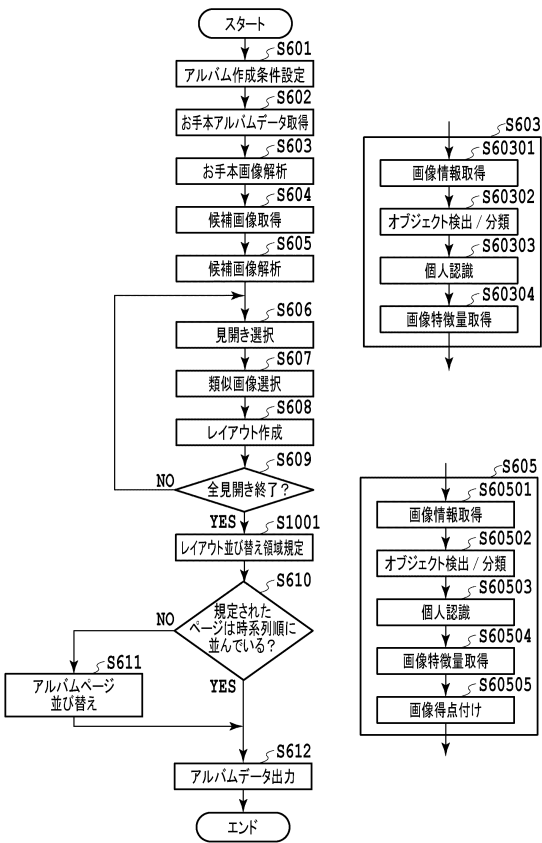 スタート
S601
アルバム作成条件設定
S602
お手本アルバムデータ取得
S603
お手本画像解析
S604
候補画像取得
S605
候補画像解析
S606
見開き選択
S607
類似画像選択
S608
レイアウト作成
S609
全見開き終了？
NO
YES
S1001
レイアウト並び替え領域規定
S610
規定された
ページは時系列順に
並んでいる？
NO
YES
S611
アルバムページ
並び替え
S612
アルバムデータ出力
エンド
S603
S60301
画像情報取得
S60302
オブジェクト検出 / 分類
S60303
個人認識
S60304
画像特徴量取得
S605
S60501
画像情報取得
S60502
オブジェクト検出 / 分類
S60503
個人認識
S60504
画像特徴量取得
S60505
画像得点付け